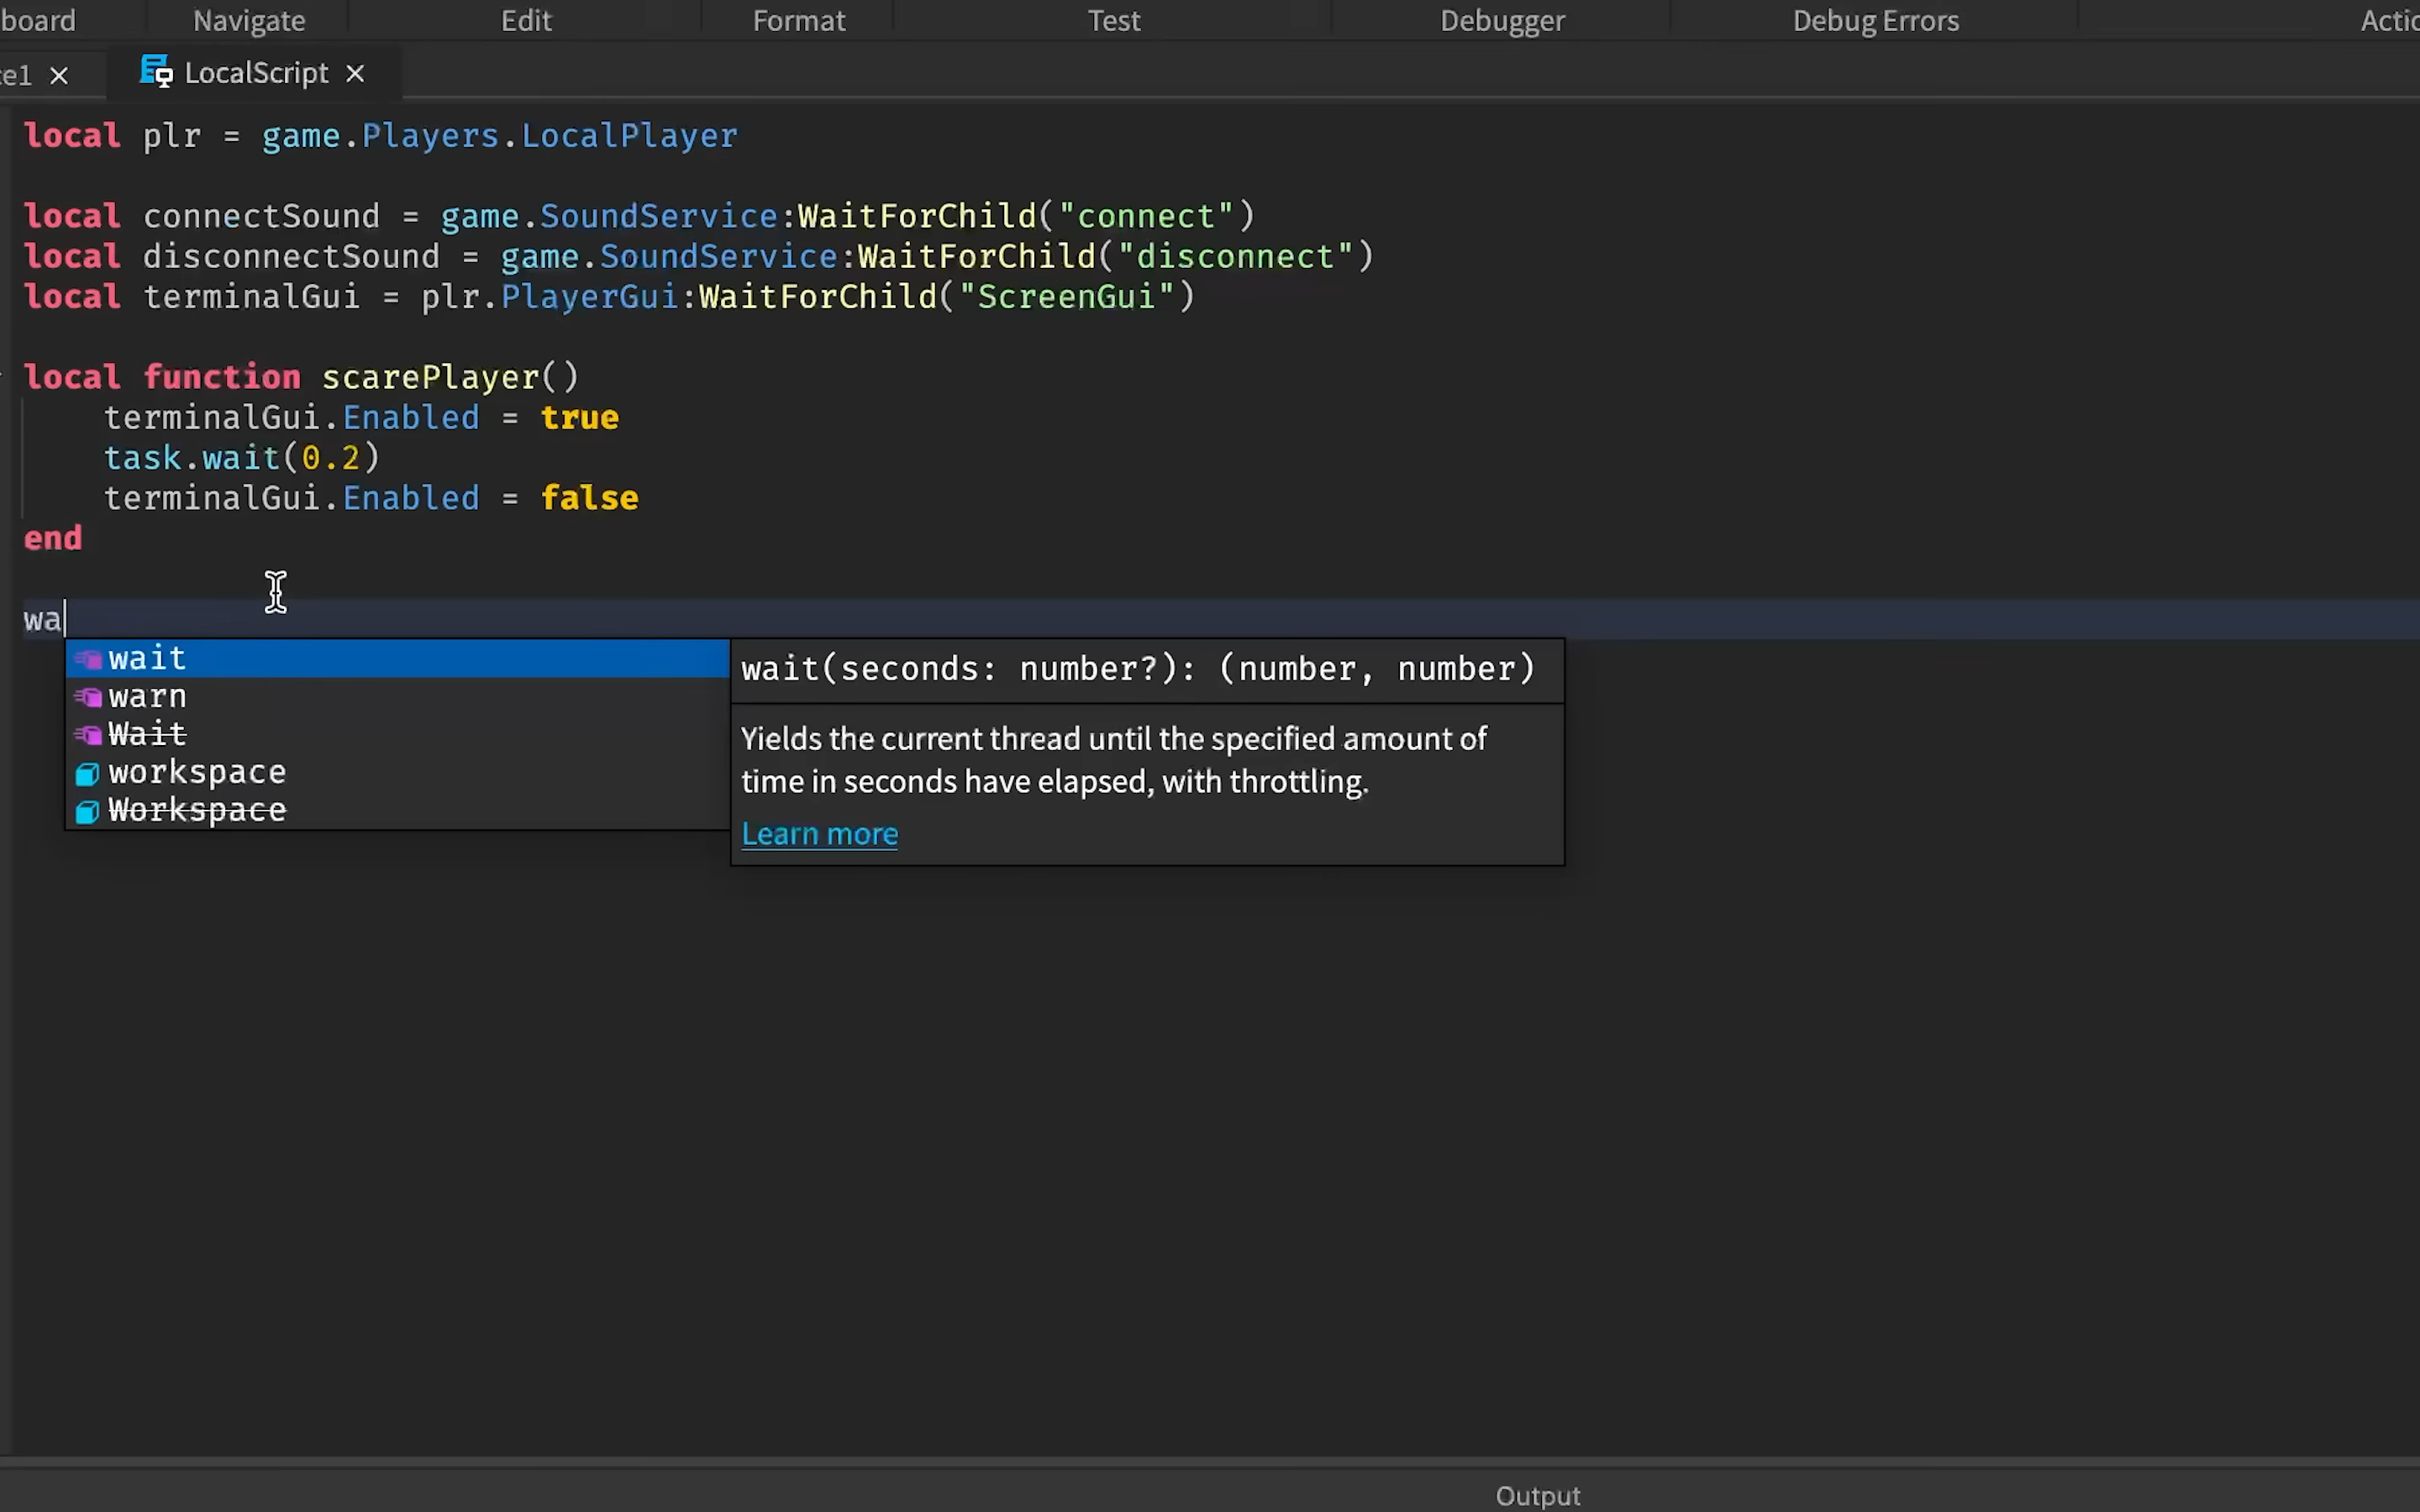 board Navigate Edit Format Test Debugger Debug Errors Actio
ce1 LocalScript
local plr = game.Players.LocalPlayer
local connectSound = game.SoundService:WaitForChild("connect")
local disconnectSound = game.SoundService:WaitForChild("disconnect")
local terminalGui = plr.PlayerGui:WaitForChild("ScreenGui")
local function scarePlayer()
terminalGui.Enabled = true
task.wait(0.2)
terminalGui.Enabled = false
end
wa
wait
warn
Wait
workspace
Workspace
wait(seconds: number?): (number, number)
Yields the current thread until the specified amount of
time in seconds have elapsed, with throttling.
Learn more
Output